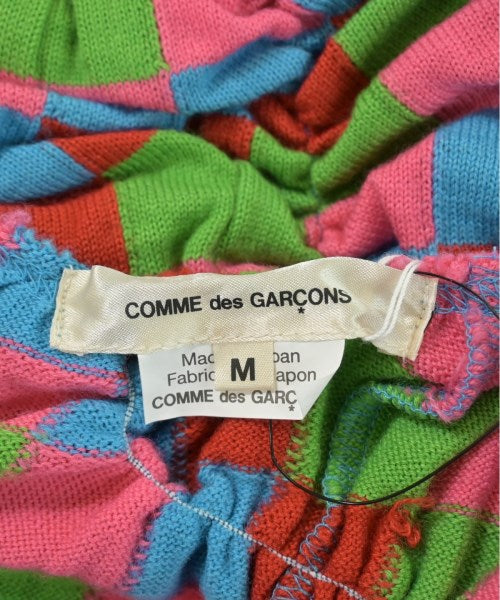 COMME des GARÇONS
Mad
pan
Fabric
apon
M
COMME des GARÇ